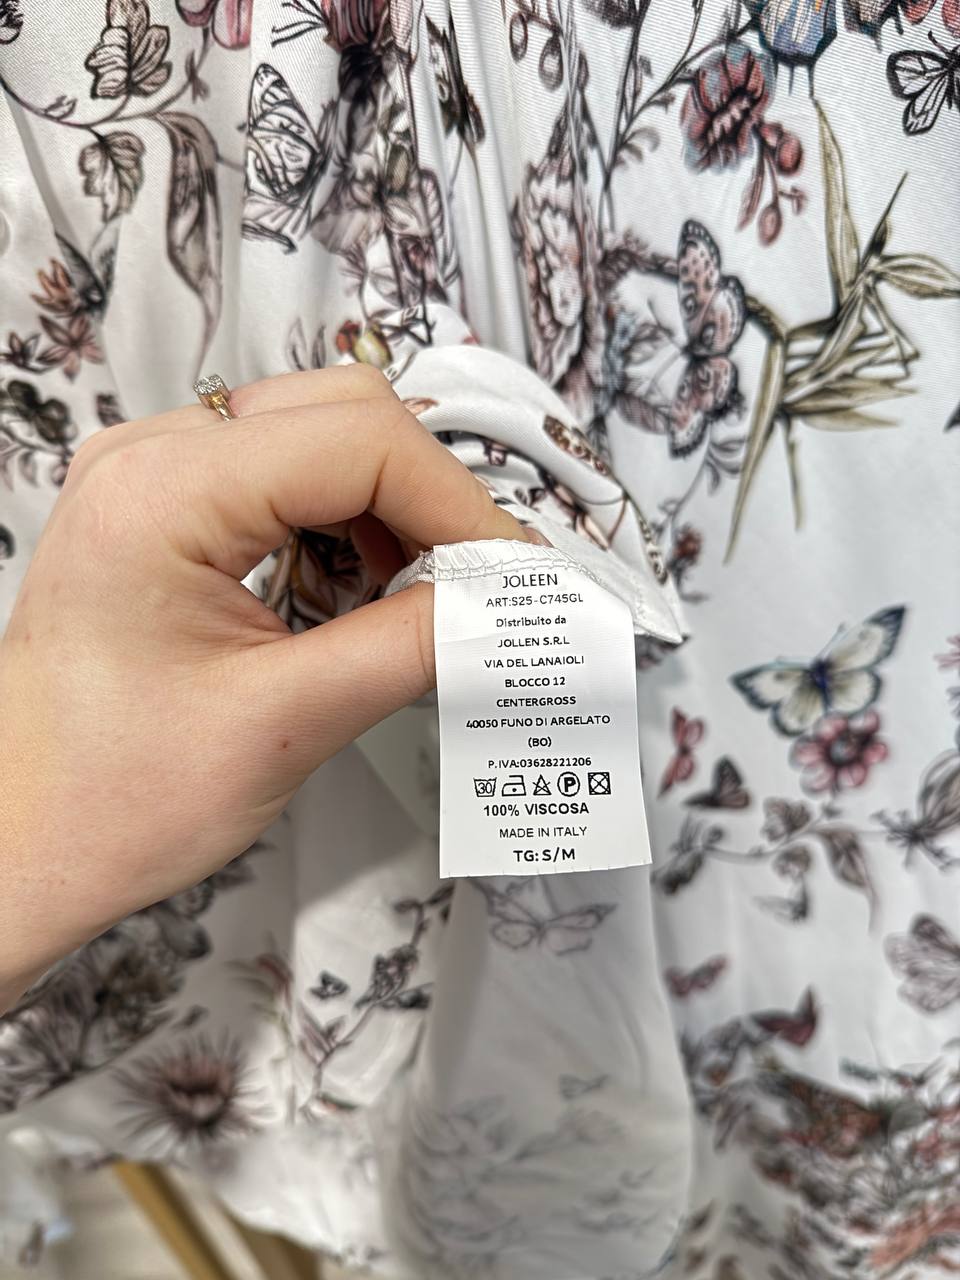 JOLEEN
ART:S25-C745GL
Distribuito da
JOLLEN S.R.L
VIA DEL LANAIOLI
BLOCCO 12
CENTERGROSS
40050 FUNO DI ARGELATO
(BO)
P.IVA:03628221206
30 P
100% VISCOSA
MADE IN ITALY
TG: S/M